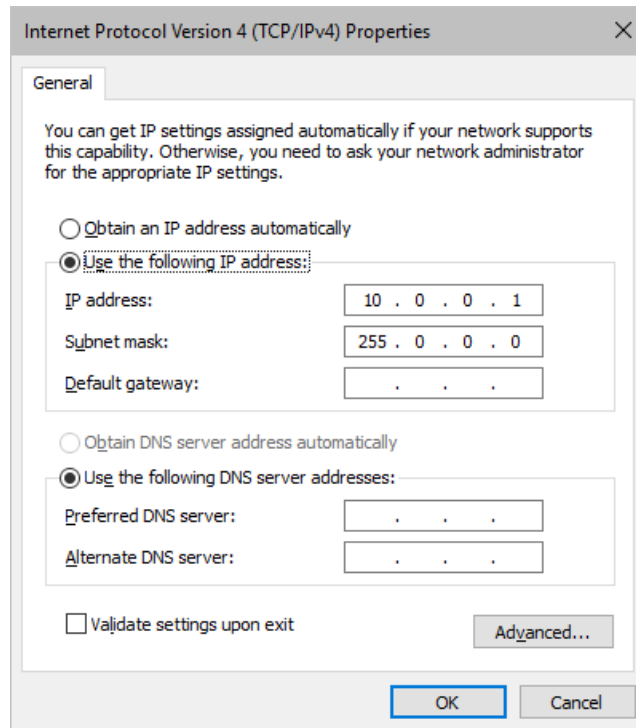 Internet Protocol Version 4 (TCP/IPv4) Properties
General
You can get IP settings assigned automatically if your network supports
this capability. Otherwise, you need to ask your network administrator
for the appropriate IP settings.
Obtain an IP address automatically
Use the following IP address:
IP address: 10 . 0 . 0 . 1
Subnet mask: 255 . 0 . 0 . 0
Default gateway: . . .
Obtain DNS server address automatically
Use the following DNS server addresses:
Preferred DNS server: . . .
Alternate DNS server: . . .
Validate settings upon exit
Advanced...
OK Cancel